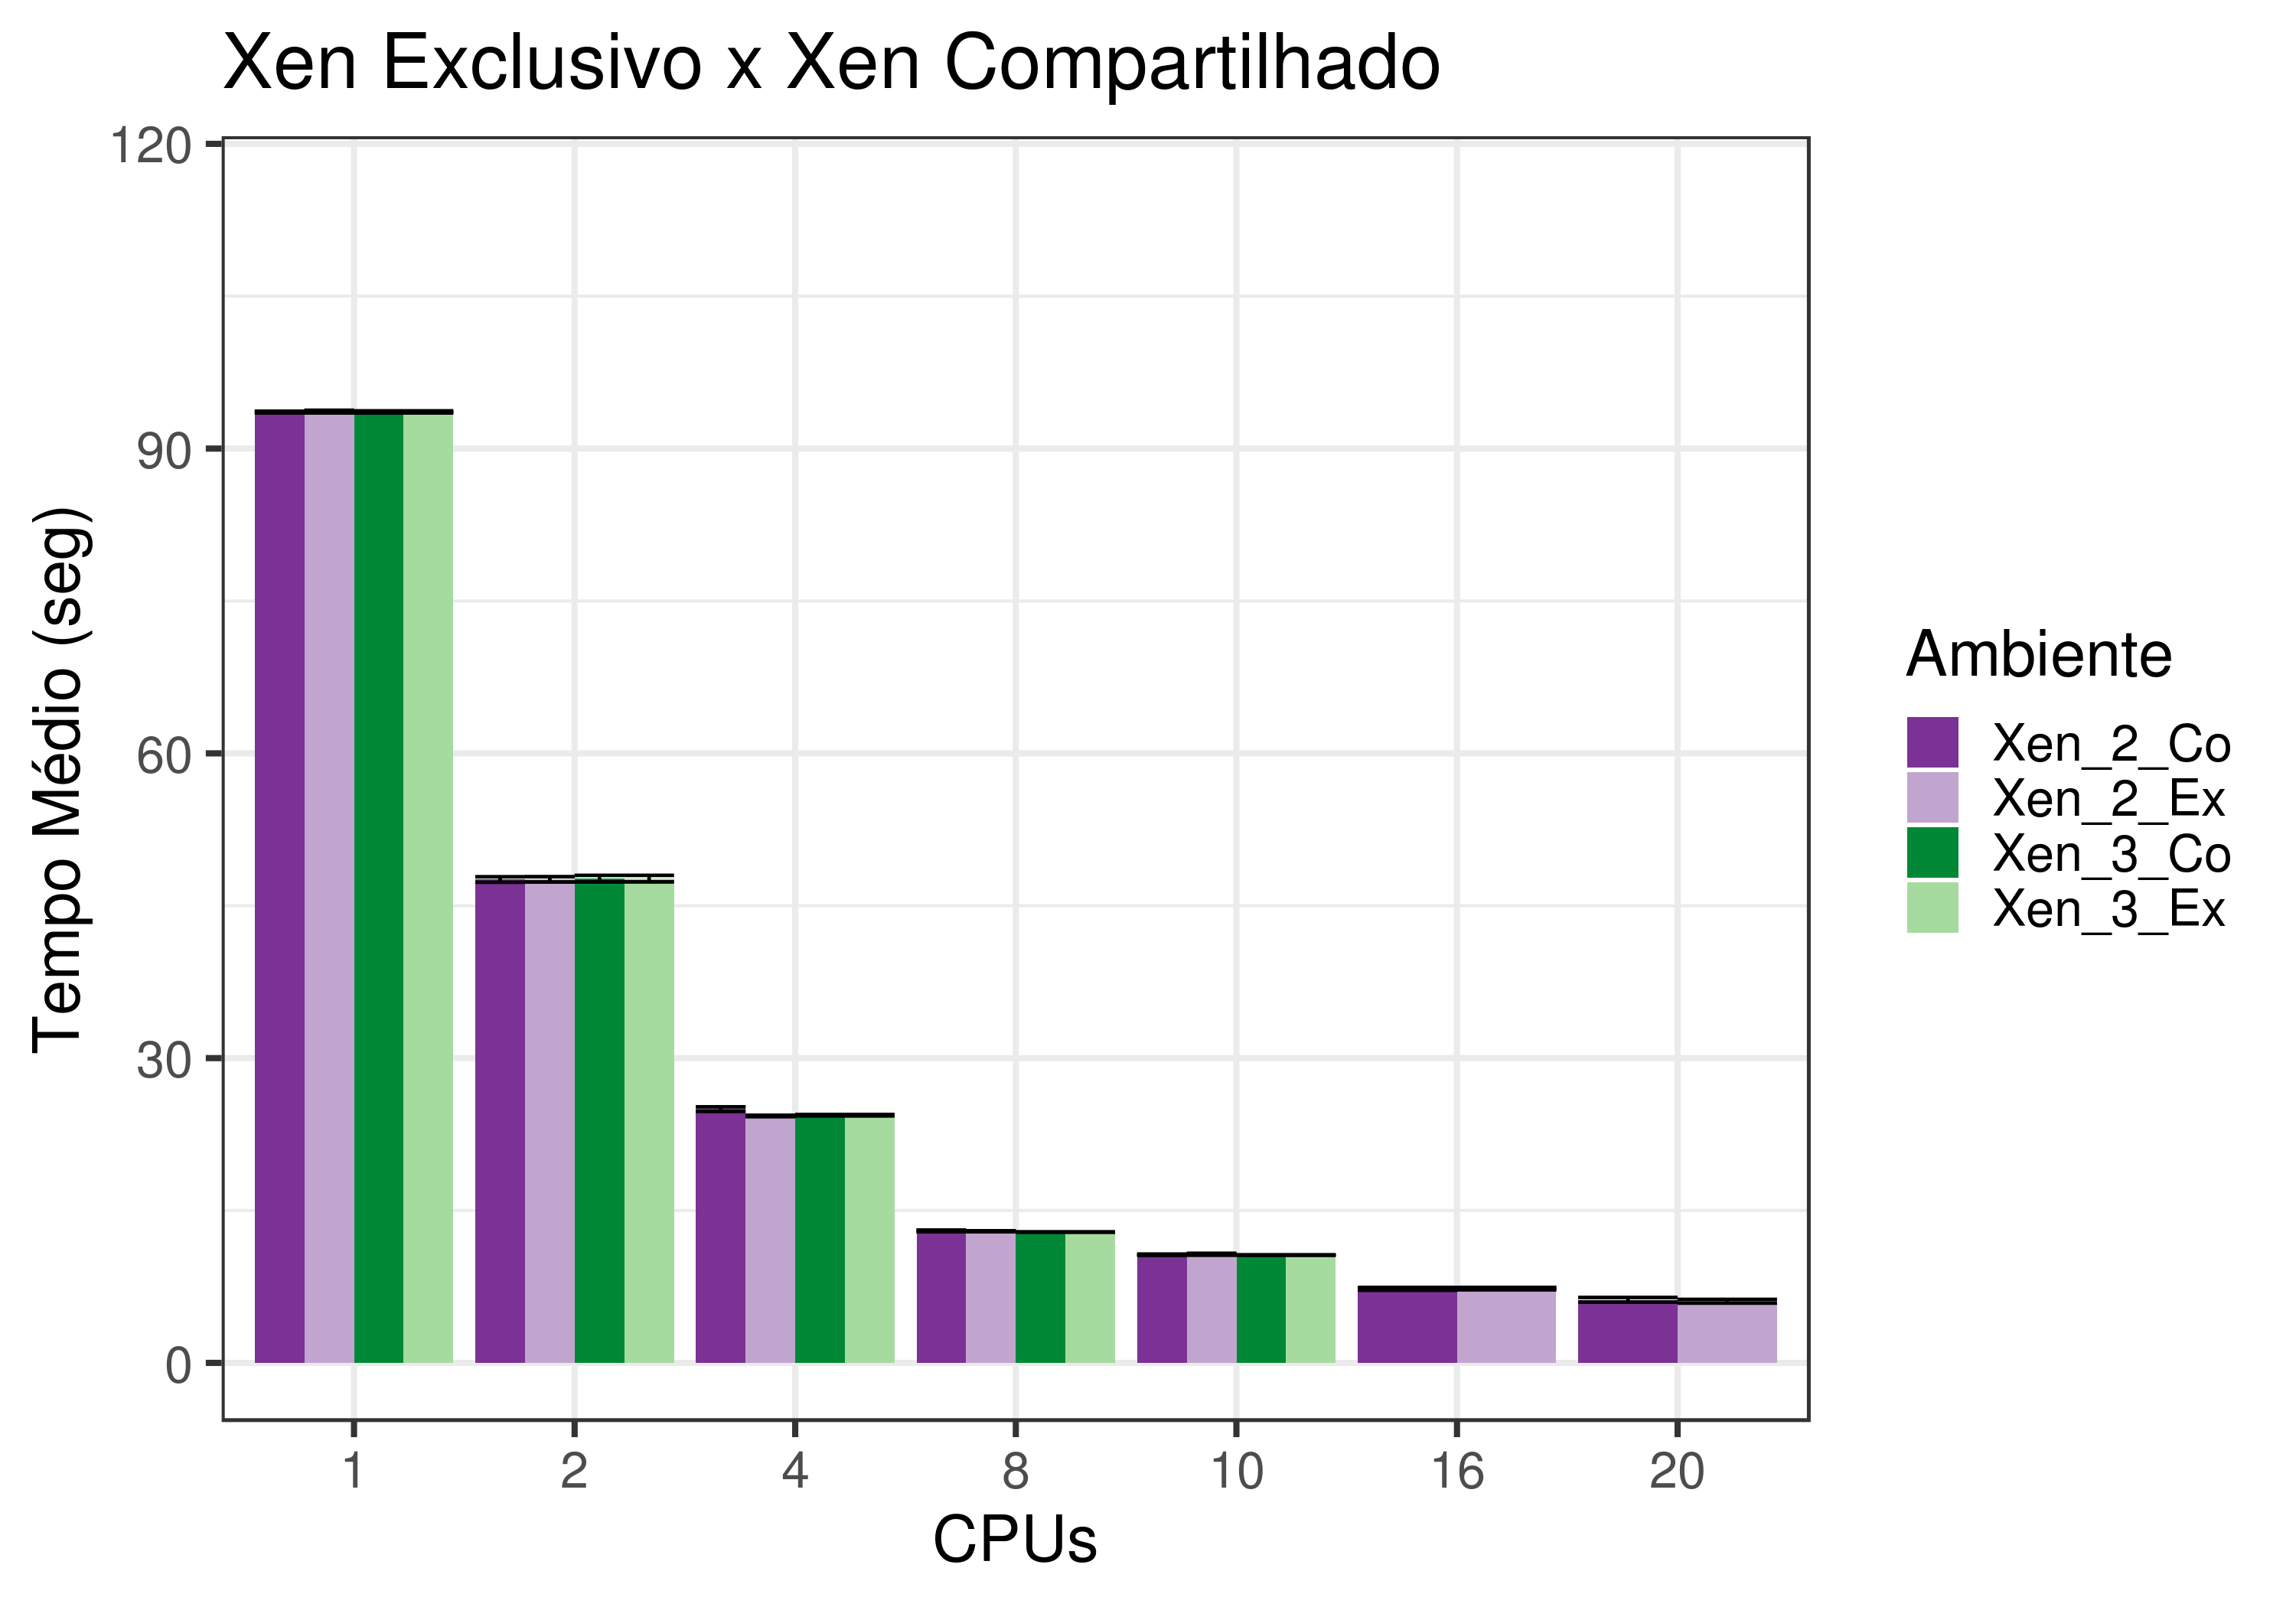 Xen Exclusivo x Xen Compartilhado
120
90
60
30
0
Tempo Médio (seg)
1 2 4 8 10 16 20
CPUs
Ambiente
Xen_2_Co
Xen_2_Ex
Xen_3_Co
Xen_3_Ex